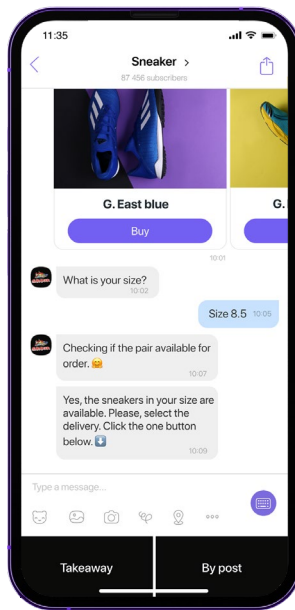 11:35
Sneaker >
87 456 subscribers
G. East blue
G.
Buy
10:01
What is your size?
10:02
Size 8.5 10:05
Checking if the pair available for
order. 🤗
10:07
Yes, the sneakers in your size are
available. Please, select the
delivery. Click the one button
below. ⬇️
10:09
Type a message...
Takeaway
By post